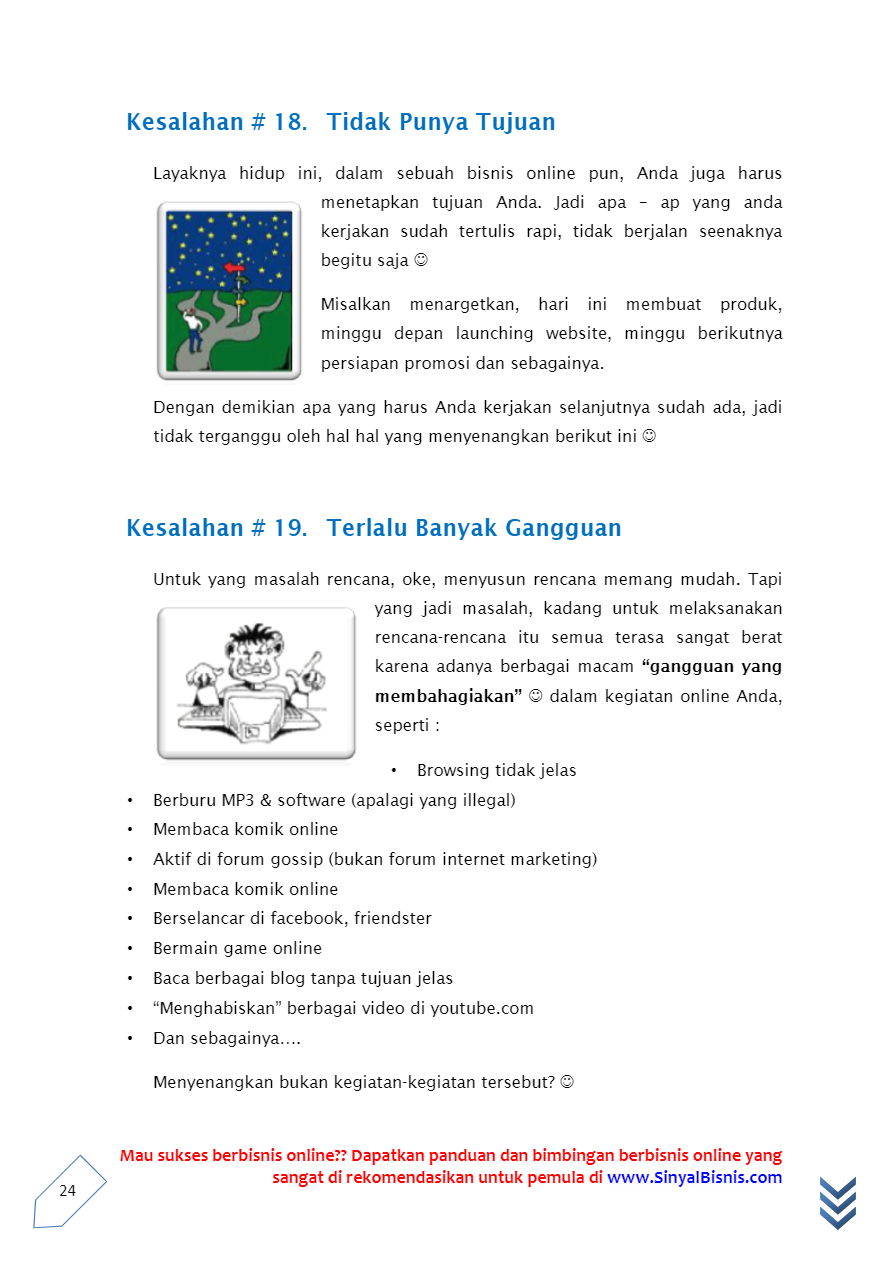 Kesalahan # 18. Tidak Punya Tujuan
Layaknya hidup ini, dalam sebuah bisnis online pun, Anda juga harus
menetapkan tujuan Anda. Jadi apa – ap yang anda
kerjakan sudah tertulis rapi, tidak berjalan seenaknya
begitu saja ☺
Misalkan menargetkan, hari ini membuat produk,
minggu depan launching website, minggu berikutnya
persiapan promosi dan sebagainya.
Dengan demikian apa yang harus Anda kerjakan selanjutnya sudah ada, jadi
tidak terganggu oleh hal hal yang menyenangkan berikut ini ☺
Kesalahan # 19. Terlalu Banyak Gangguan
Untuk yang masalah rencana, oke, menyusun rencana memang mudah. Tapi
yang jadi masalah, kadang untuk melaksanakan
rencana-rencana itu semua terasa sangat berat
karena adanya berbagai macam “gangguan yang
membahagiakan” ☺ dalam kegiatan online Anda,
seperti :
• Browsing tidak jelas
• Berburu MP3 & software (apalagi yang illegal)
• Membaca komik online
• Aktif di forum gossip (bukan forum internet marketing)
• Membaca komik online
• Berselancar di facebook, friendster
• Bermain game online
• Baca berbagai blog tanpa tujuan jelas
• “Menghabiskan” berbagai video di youtube.com
• Dan sebagainya….
Menyenangkan bukan kegiatan-kegiatan tersebut? ☺
Mau sukses berbisnis online?? Dapatkan panduan dan bimbingan berbisnis online yang
sangat di rekomendasikan untuk pemula di www.SinyalBisnis.com
24